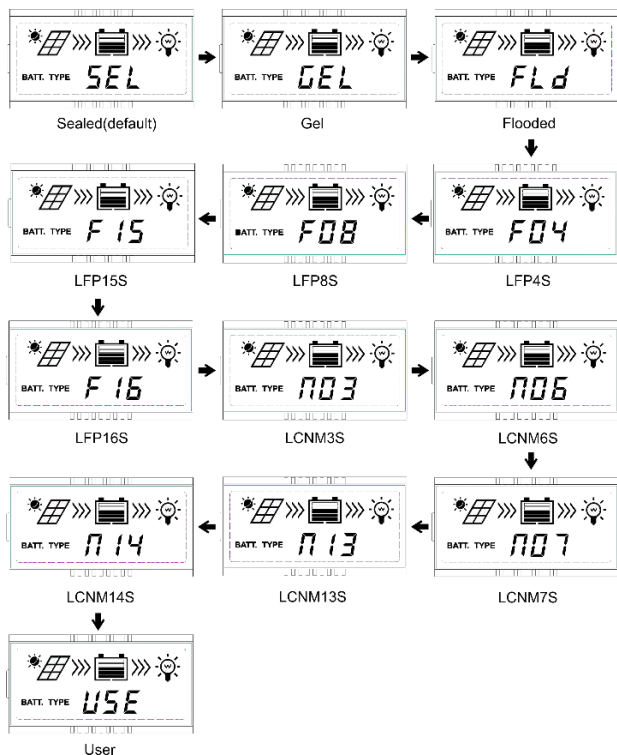 BATT. TYPE SEL
Sealed(default)
BATT. TYPE GEL
Gel
BATT. TYPE FLd
Flooded
BATT. TYPE F15
LFP15S
BATT. TYPE F08
LFP8S
BATT. TYPE F04
LFP4S
BATT. TYPE F16
LFP16S
BATT. TYPE n03
LCNM3S
BATT. TYPE n06
LCNM6S
BATT. TYPE n14
LCNM14S
BATT. TYPE n13
LCNM13S
BATT. TYPE n07
LCNM7S
BATT. TYPE USE
User